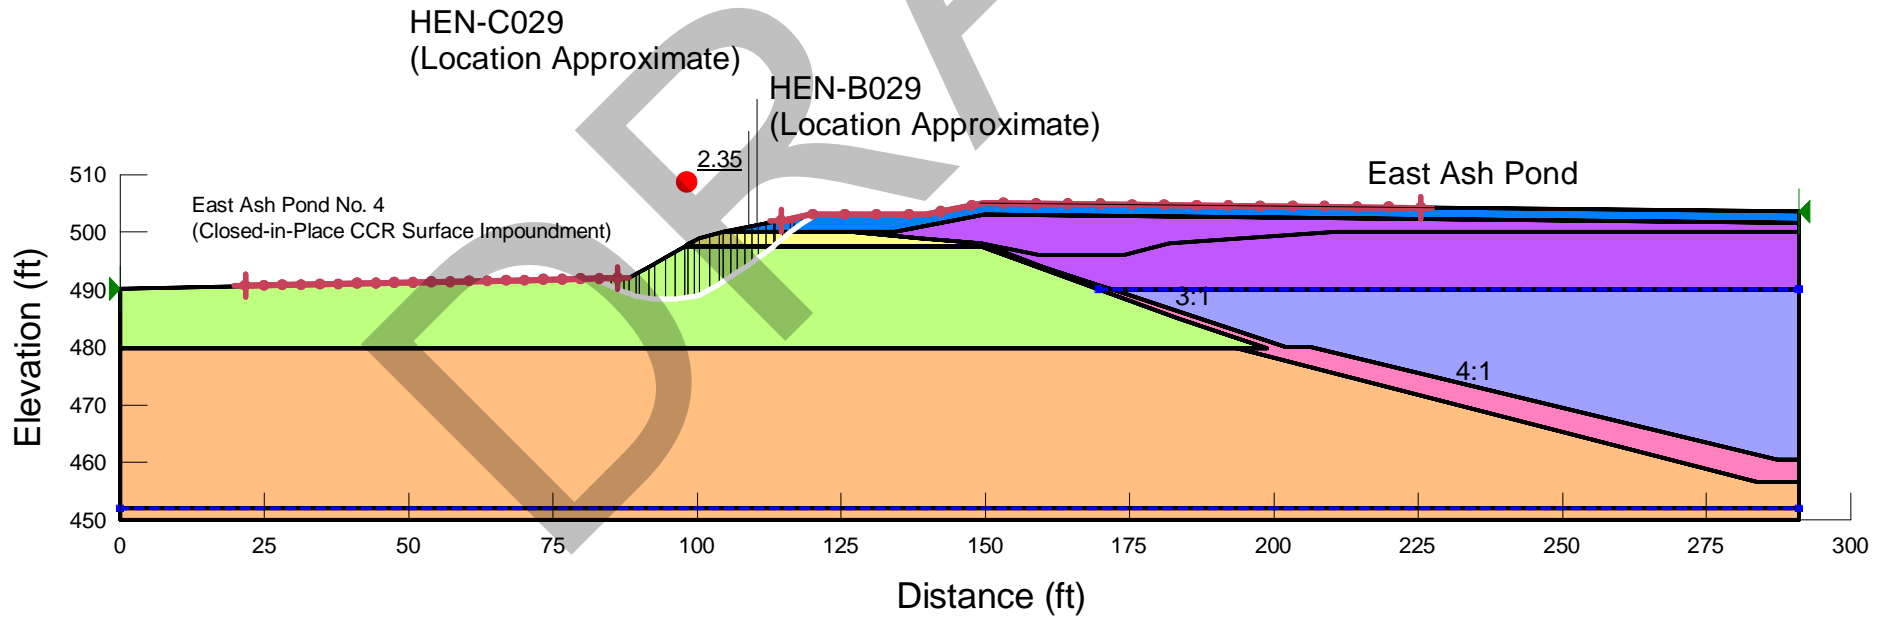 HEN-C029
(Location Approximate)
HEN-B029
(Location Approximate)
2.35
East Ash Pond
East Ash Pond No. 4
(Closed-in-Place CCR Surface Impoundment)
510
500
490
480
470
460
450
Elevation (ft)
3:1
4:1
0 25 50 75 100 125 150 175 200 225 250 275 300
Distance (ft)
DRA